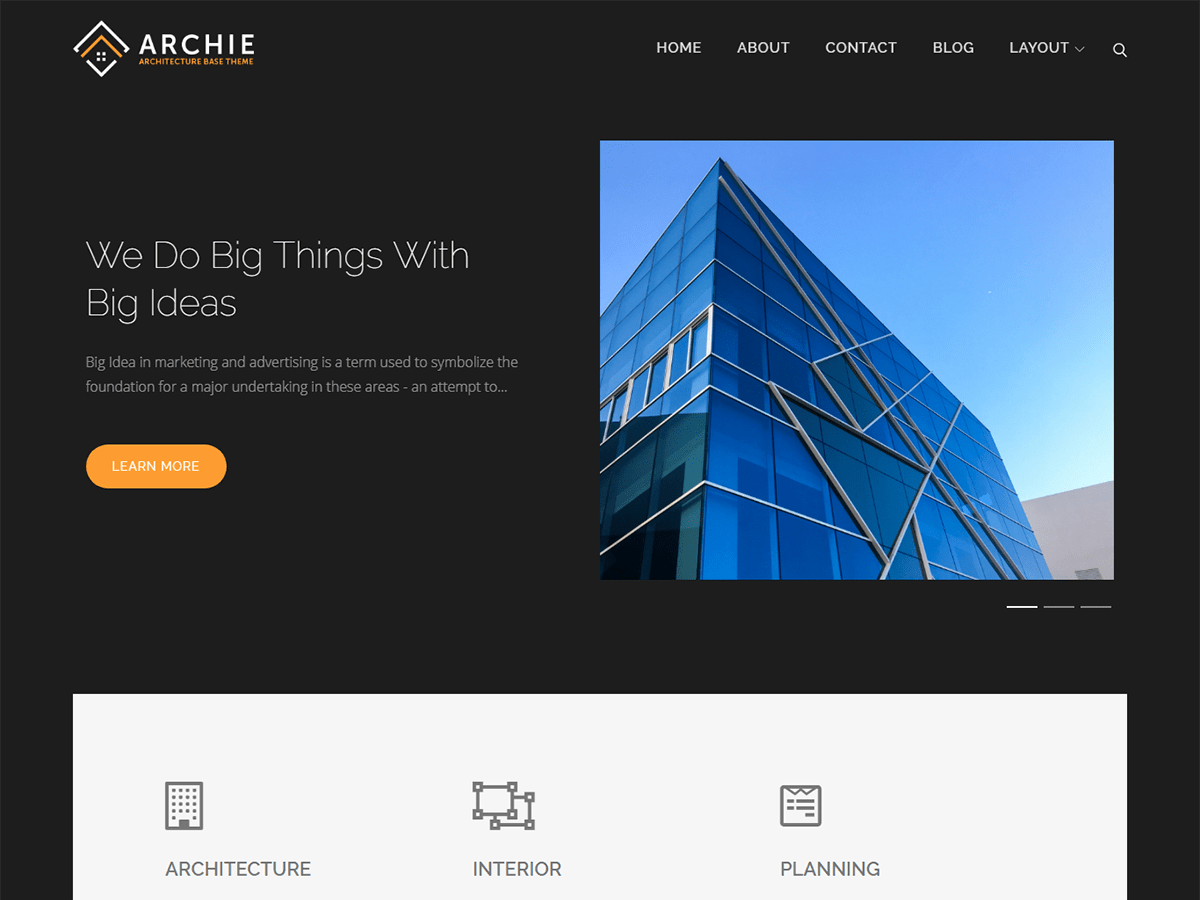 ARCHIE
ARCHITECTURE BASE THEME
HOME ABOUT CONTACT BLOG LAYOUT
We Do Big Things With
Big Ideas
Big Idea in marketing and advertising is a term used to symbolize the
foundation for a major undertaking in these areas - an attempt to...
LEARN MORE
ARCHITECTURE INTERIOR PLANNING